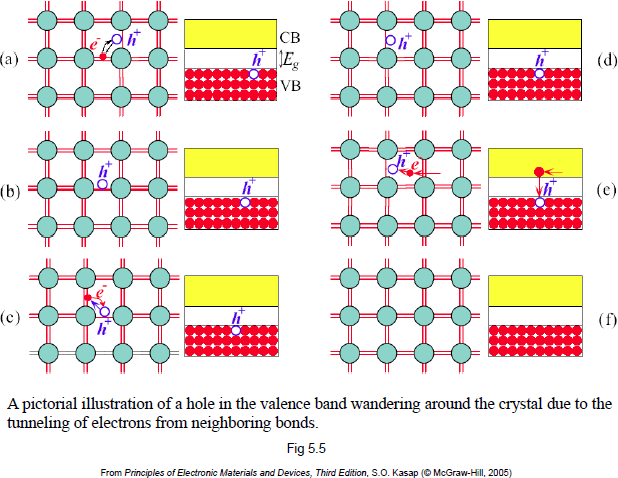 (a) e- h+ h+ CB Eg VB
h+ h+ (d)
(b) h+ h+
h+ e- h+ (e)
(c) e- h+ h+
(f)
A pictorial illustration of a hole in the valence band wandering around the crystal due to the
tunneling of electrons from neighboring bonds.
Fig 5.5
From Principles of Electronic Materials and Devices, Third Edition, S.O. Kasap (© McGraw-Hill, 2005)